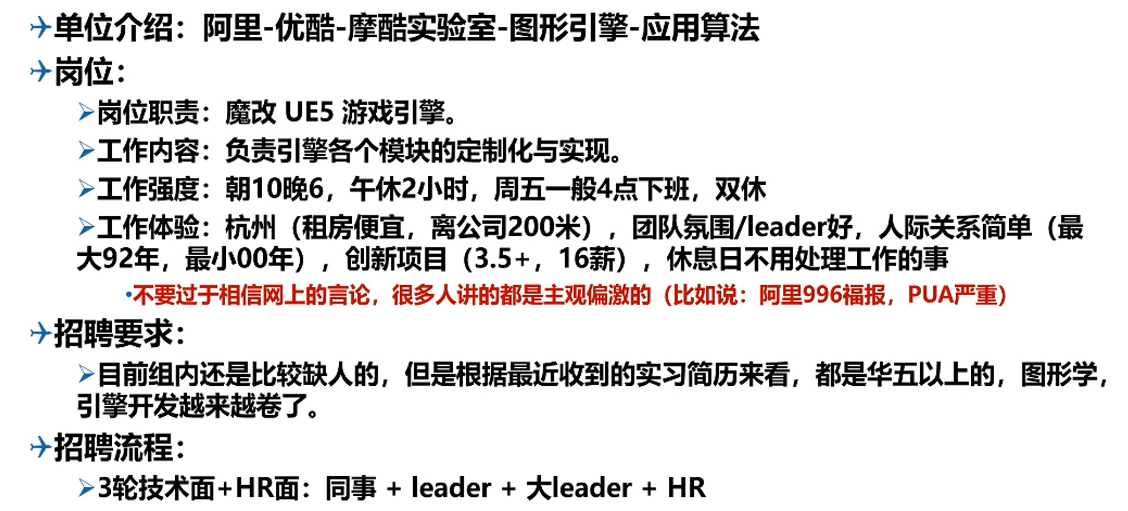 单位介绍：阿里-优酷-摩酷实验室-图形引擎-应用算法
岗位：
岗位职责：魔改 UE5 游戏引擎。
工作内容：负责引擎各个模块的定制化与实现。
工作强度：朝10晚6，午休2小时，周五一般4点下班，双休
工作体验：杭州（租房便宜，离公司200米），团队氛围/leader好，人际关系简单（最
大92年，最小00年），创新项目（3.5+，16薪），休息日不用处理工作的事
•不要过于相信网上的言论，很多人讲的都是主观偏激的（比如说：阿里996福报，PUA严重）
招聘要求：
目前组内还是比较缺人的，但是根据最近收到的实习简历来看，都是华五以上的，图形学，
引擎开发越来越卷了。
招聘流程：
3轮技术面+HR面：同事 + leader + 大leader + HR